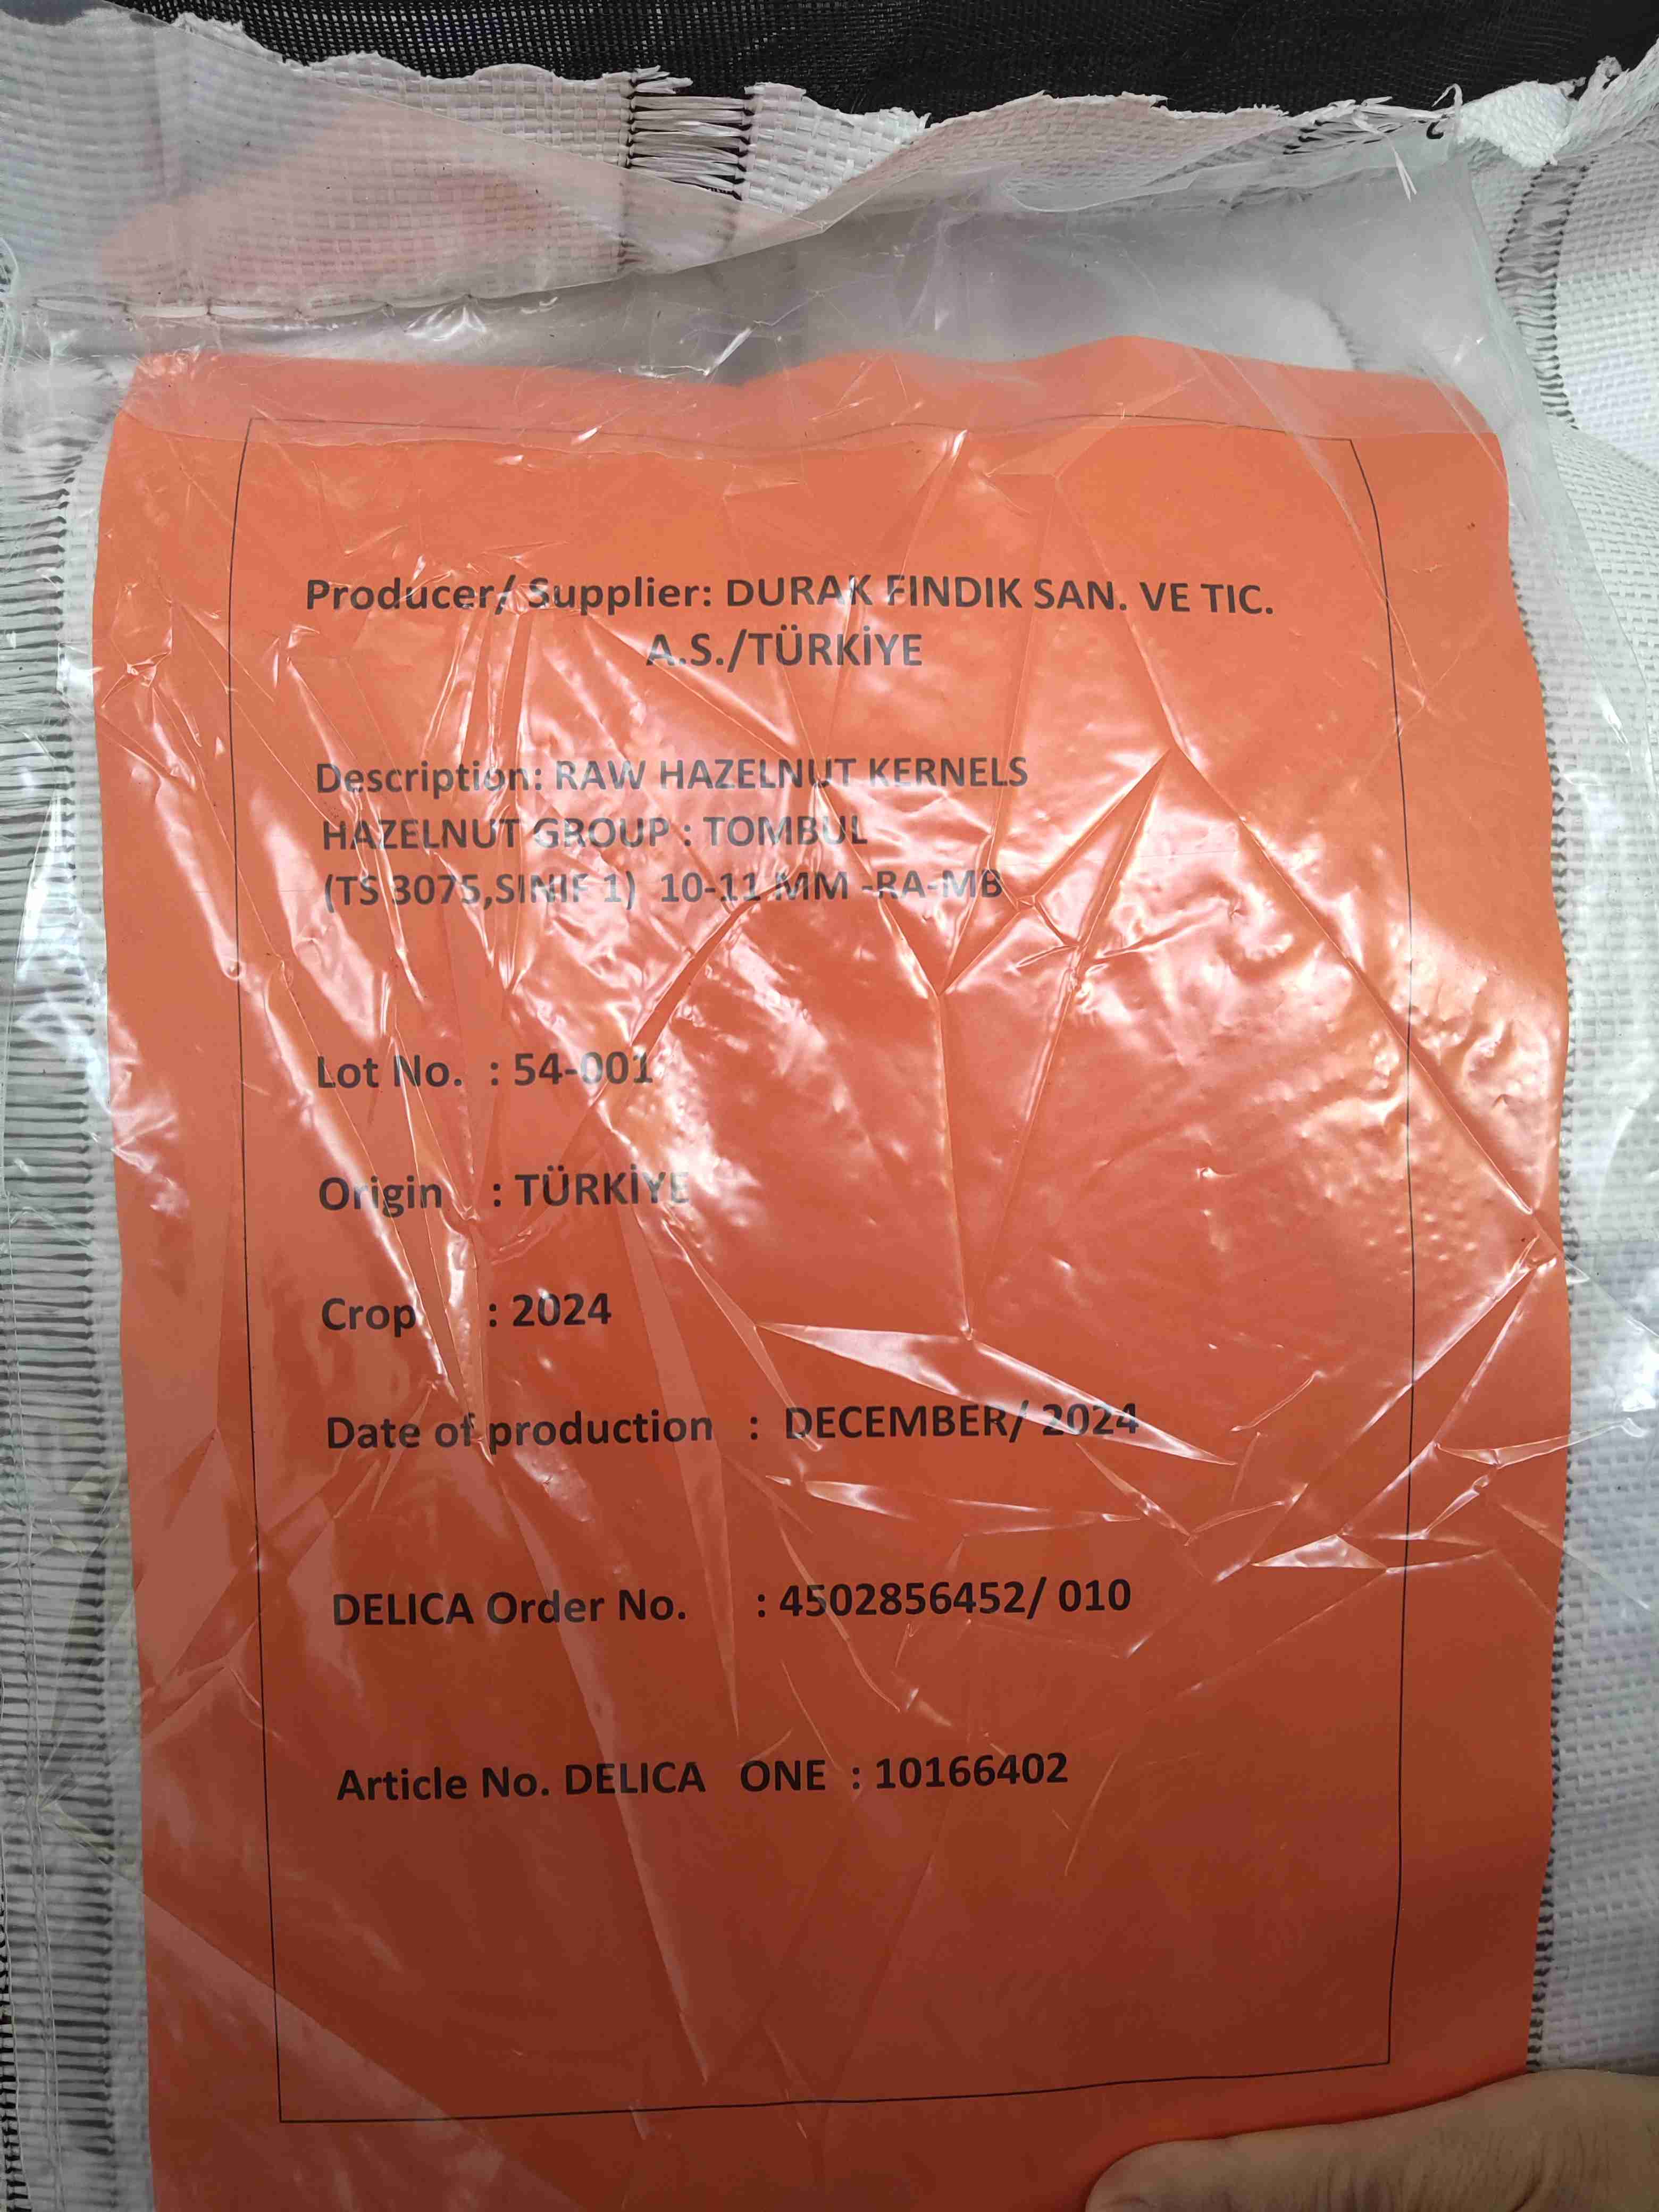 Producer/ Supplier: DURAK FINDIK SAN. VE TIC.
A.S./TÜRKİYE
Description: RAW HAZELNUT KERNELS
HAZELNUT GROUP : TOMBUL
(TS 3075,SINIF 1) 10-11 MM -RA-MB
Lot No. : 54-001
Origin : TÜRKİYE
Crop : 2024
Date of production : DECEMBER/ 2024
DELICA Order No. : 4502856452/ 010
Article No. DELICA ONE : 10166402